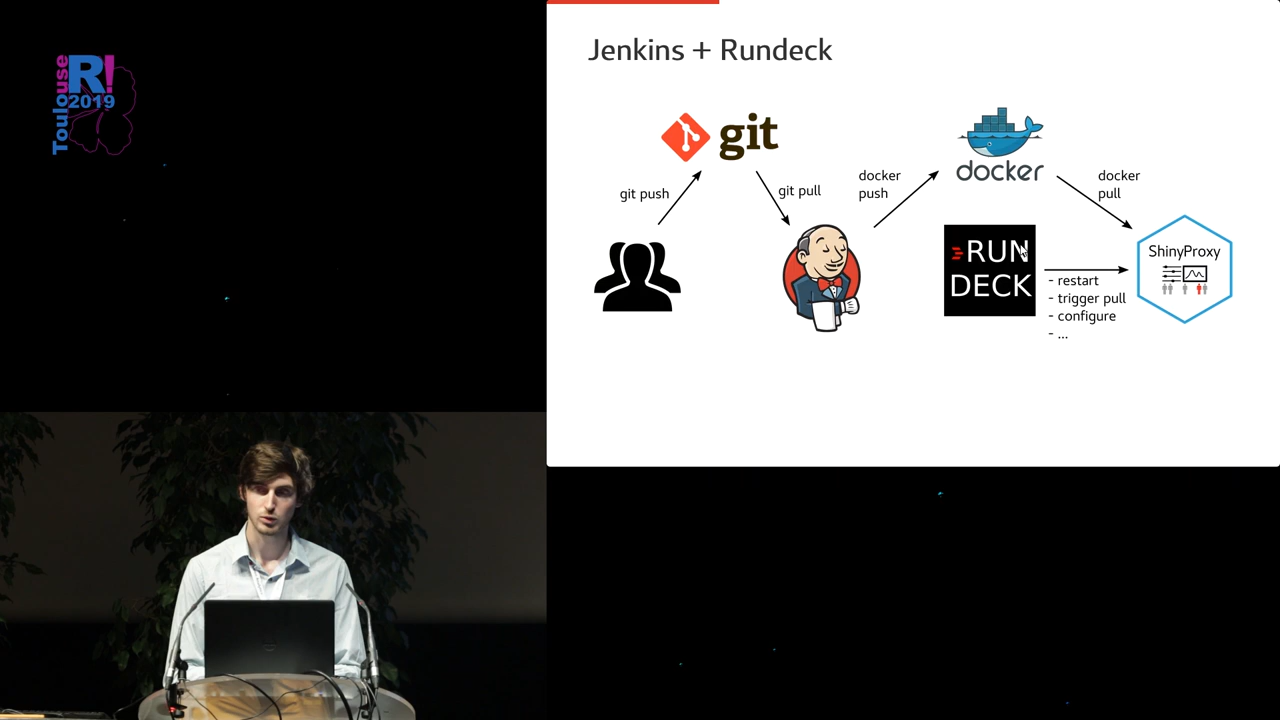 Toulouse
R!
2019
Jenkins + Rundeck
git
git push
git pull
docker
push
docker
docker
pull
RUN
DECK
- restart
- trigger pull
- configure
- ...
ShinyProxy